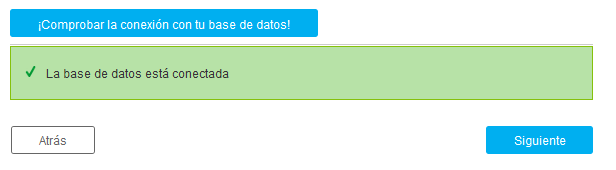 ¡Comprobar la conexión con tu base de datos!
La base de datos está conectada
Atrás
Siguiente